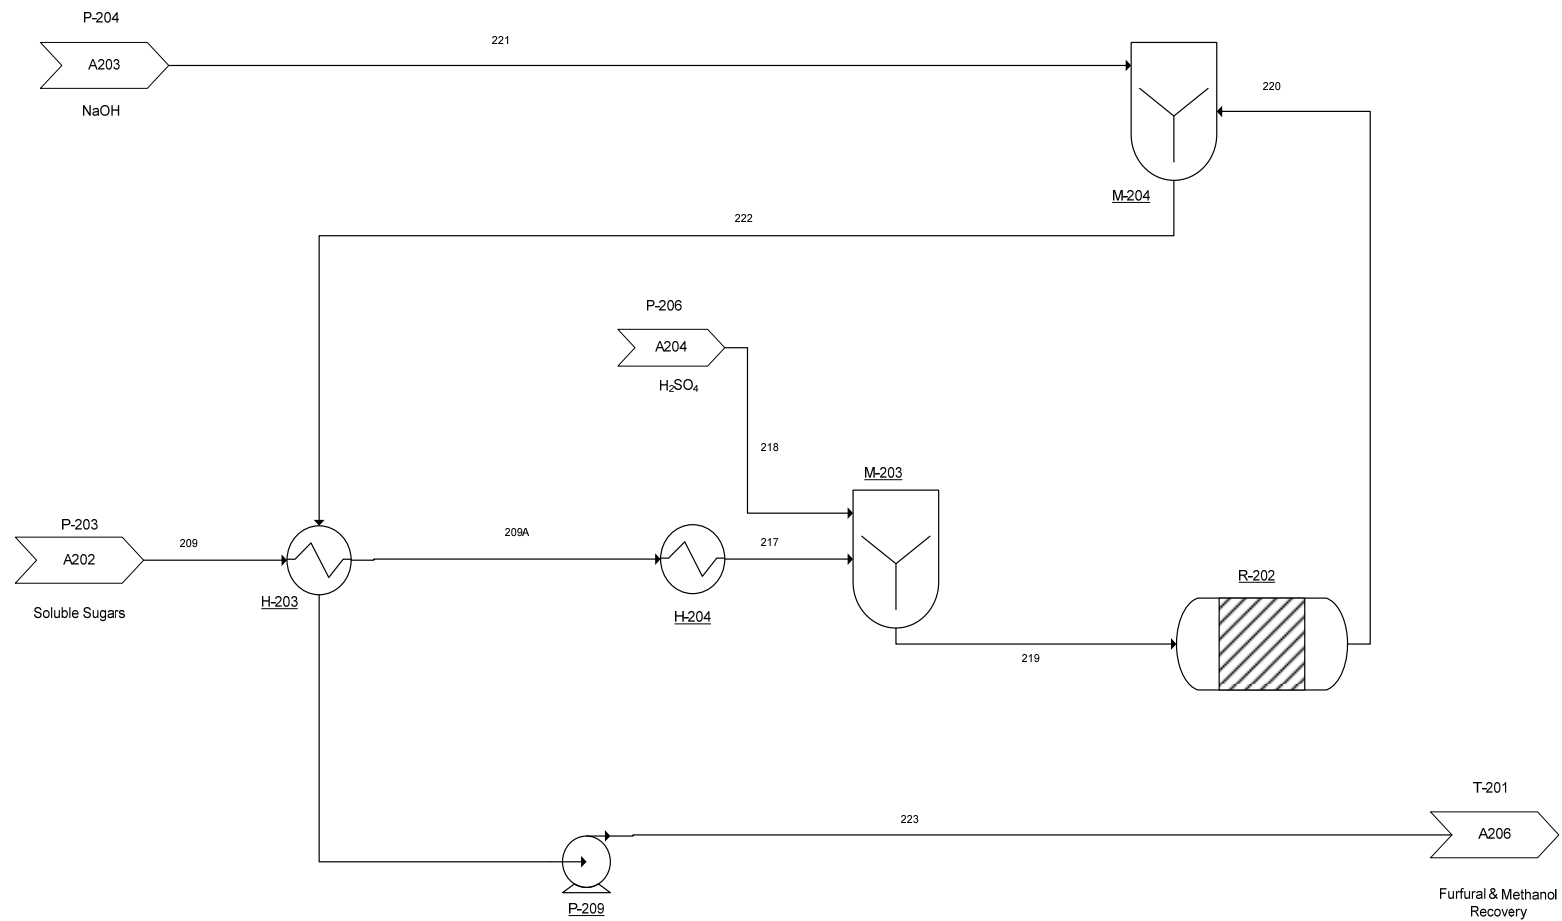 P-204
A203
NaOH
221
220
M-204
222
P-206
A204
H₂SO₄
218
M-203
P-203
A202
Soluble Sugars
209
H-203
209A
H-204
217
219
R-202
P-209
223
T-201
A206
Furfural & Methanol
Recovery